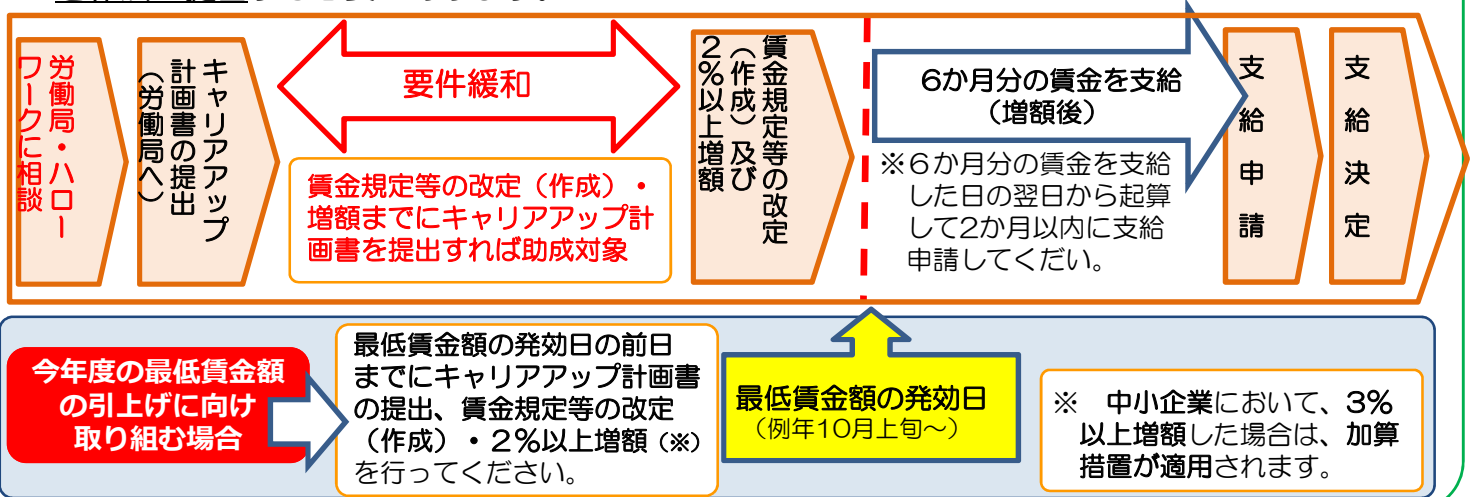 労働局・ハロー
ワークに相談
キャリアアップ
計画書の提出
（労働局へ）
要件緩和
賃金規定等の改定（作成）・
増額までにキャリアアップ計
画書を提出すれば助成対象
賃金規定等の改定
（作成）及び
２％以上増額
6か月分の賃金を支給
（増額後）
※６か月分の賃金を支給
した日の翌日から起算
して2か月以内に支給
申請してくだい。
支給申請
支給決定
今年度の最低賃金額
の引上げに向け
取り組む場合
最低賃金額の発効日の前日
までにキャリアアップ計画書
の提出、賃金規定等の改定
（作成）・２％以上増額（※）
を行ってください。
最低賃金額の発効日
（例年10月上旬～）
※　中小企業において、3％
以上増額した場合は、加算
措置が適用されます。